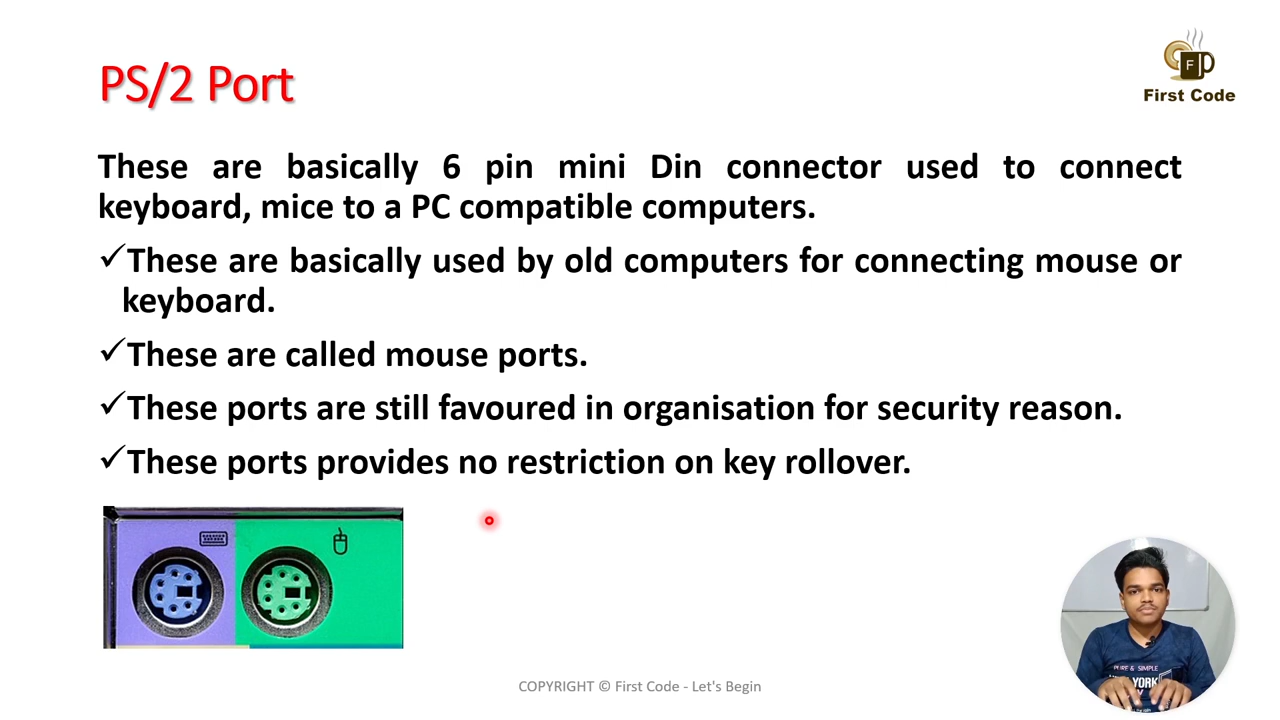 PS/2 Port
F
First Code
These are basically 6 pin mini Din connector used to connect
keyboard, mice to a PC compatible computers.
✓These are basically used by old computers for connecting mouse or
keyboard.
✓These are called mouse ports.
✓These ports are still favoured in organisation for security reason.
✓These ports provides no restriction on key rollover.
PURE & SIMPLE
YORK
COPYRIGHT © First Code - Let's Begin